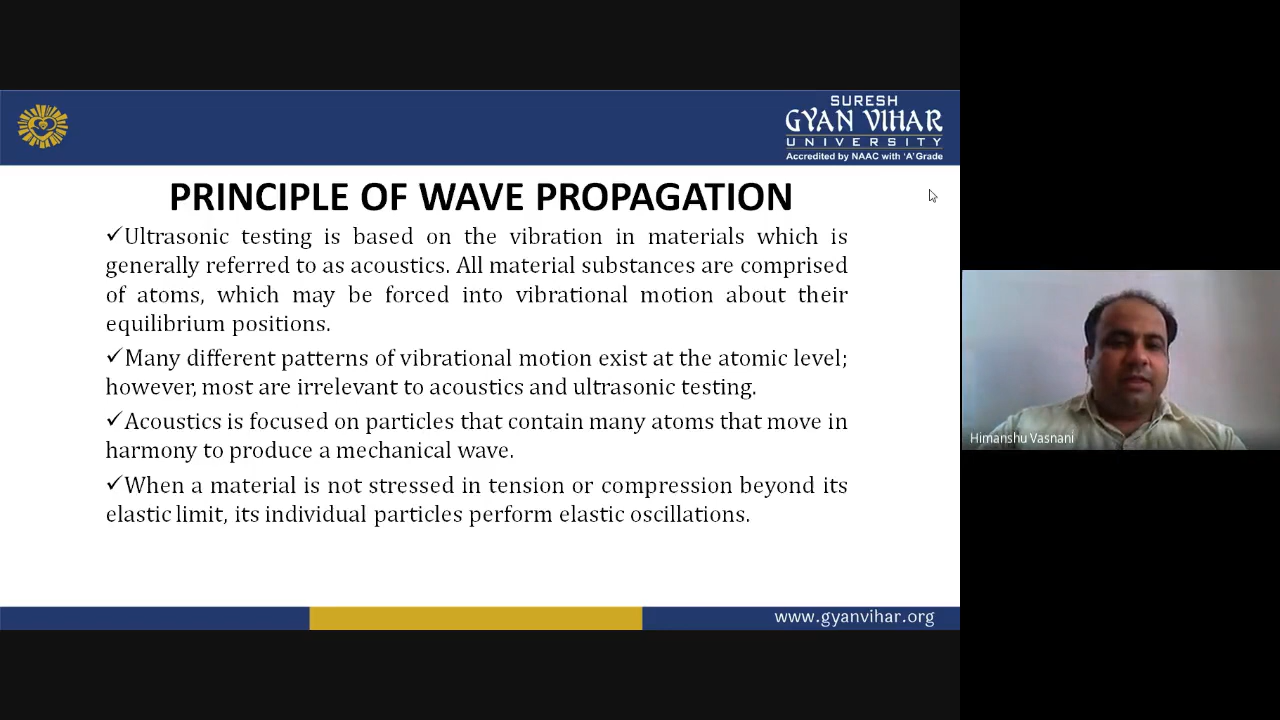 SURESH
GYAN VIHAR
UNIVERSITY
Accredited by NAAC with 'A' Grade
PRINCIPLE OF WAVE PROPAGATION
✓Ultrasonic testing is based on the vibration in materials which is
generally referred to as acoustics. All material substances are comprised
of atoms, which may be forced into vibrational motion about their
equilibrium positions.
✓Many different patterns of vibrational motion exist at the atomic level;
however, most are irrelevant to acoustics and ultrasonic testing.
✓Acoustics is focused on particles that contain many atoms that move in
harmony to produce a mechanical wave.
✓When a material is not stressed in tension or compression beyond its
elastic limit, its individual particles perform elastic oscillations.
Himanshu Vasnani
www.gyanvihar.org